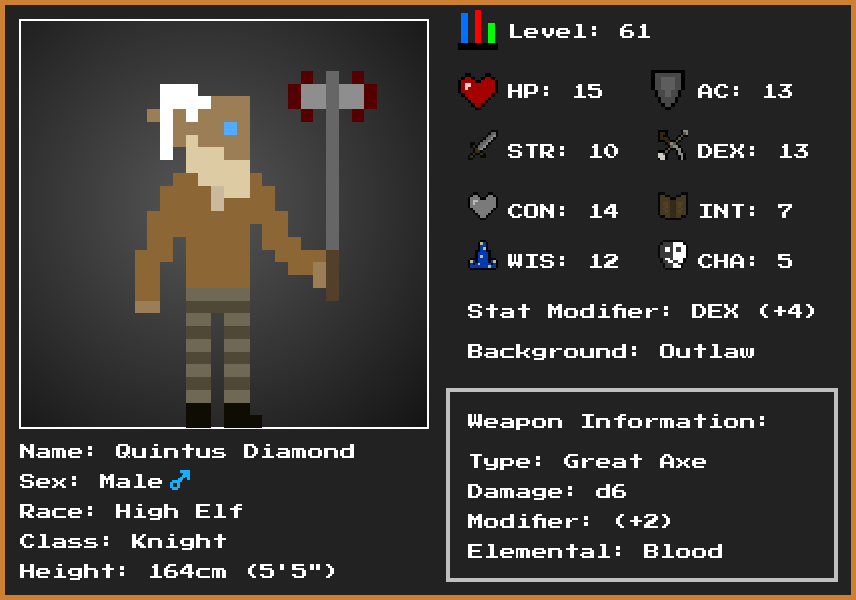 Level: 61
HP: 15
AC: 13
STR: 10
DEX: 13
CON: 14
INT: 7
WIS: 12
CHA: 5
Stat Modifier: DEX (+4)
Background: Outlaw
Name: Quintus Diamond
Sex: Male♂
Race: High Elf
Class: Knight
Height: 164cm (5'5")
Weapon Information:
Type: Great Axe
Damage: d6
Modifier: (+2)
Elemental: Blood